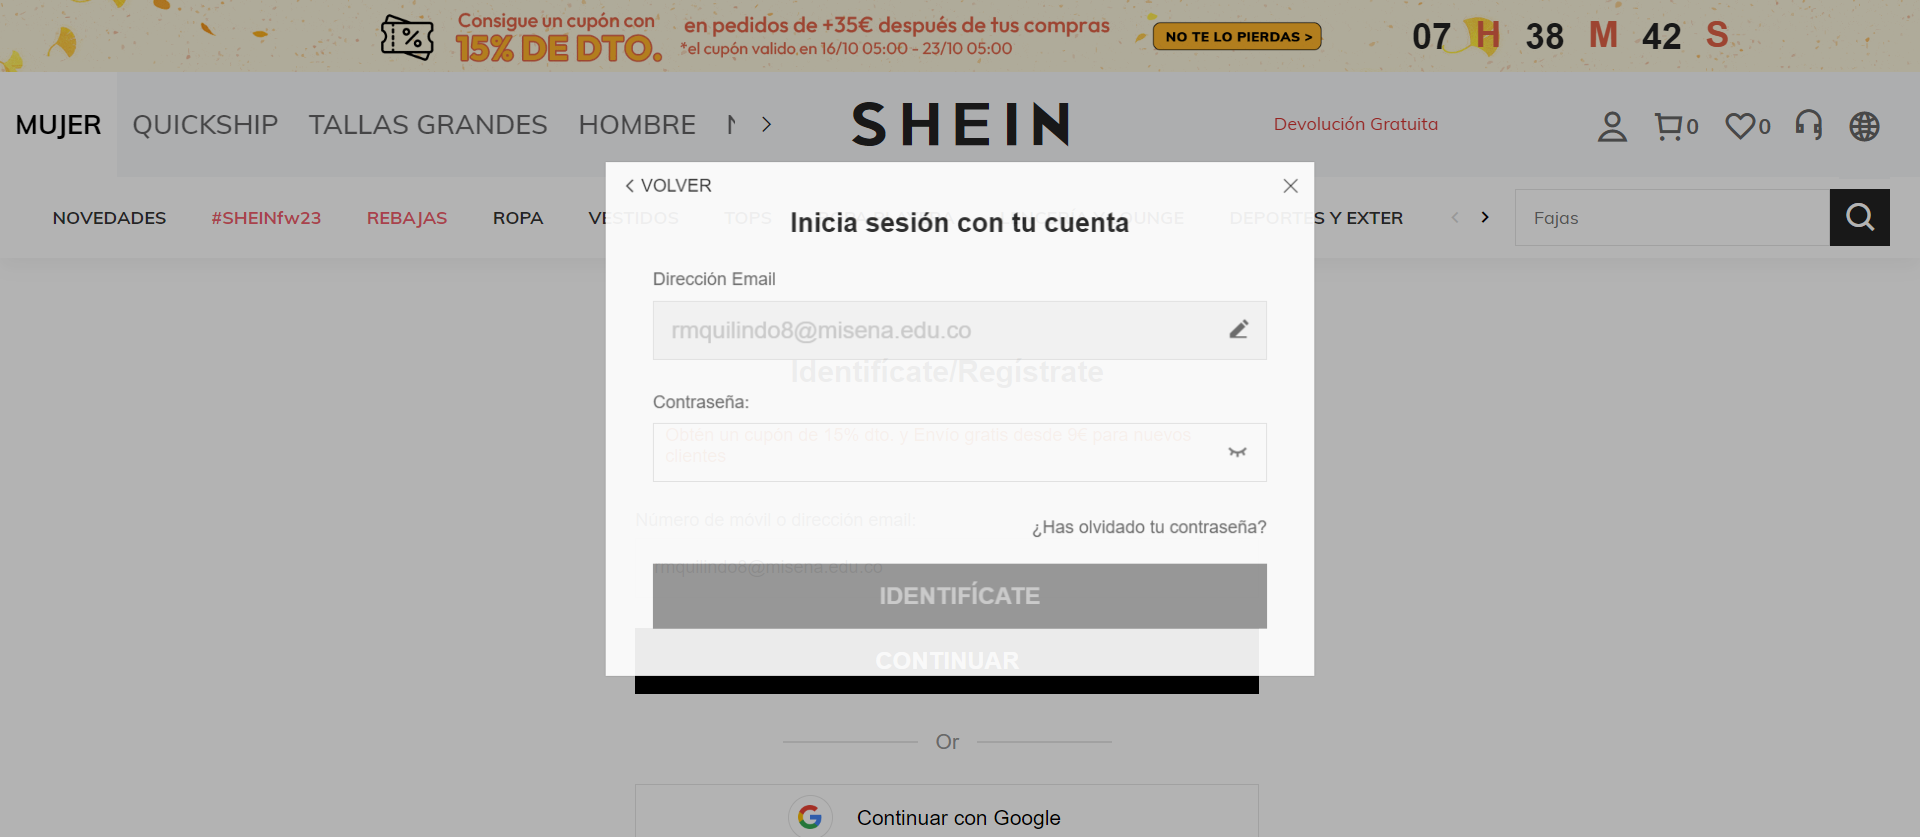 Consigue un cupón con
15% DE DTO.
en pedidos de +35€ después de tus compras
*el cupón valido en 16/10 05:00 - 23/10 05:00
NO TE LO PIERDAS >
07 H 38 M 42 S
MUJER QUICKSHIP TALLAS GRANDES HOMBRE
SHEIN
Devolución Gratuita
0 0
VOLVER
NOVEDADES #SHEINfw23 REBAJAS ROPA VESTIDOS TOPS DEPORTES Y EXTER
Fajas
Inicia sesión con tu cuenta
Dirección Email
rmquilindo8@misena.edu.co
Identifícate/Regístrate
Contraseña:
Obtén un cupón de 15% dto. y Envío gratis desde 9€ para nuevos
clientes
Número de móvil o dirección email:
¿Has olvidado tu contraseña?
rmquilindo8@misena.edu.co
IDENTIFÍCATE
CONTINUAR
Or
Continuar con Google